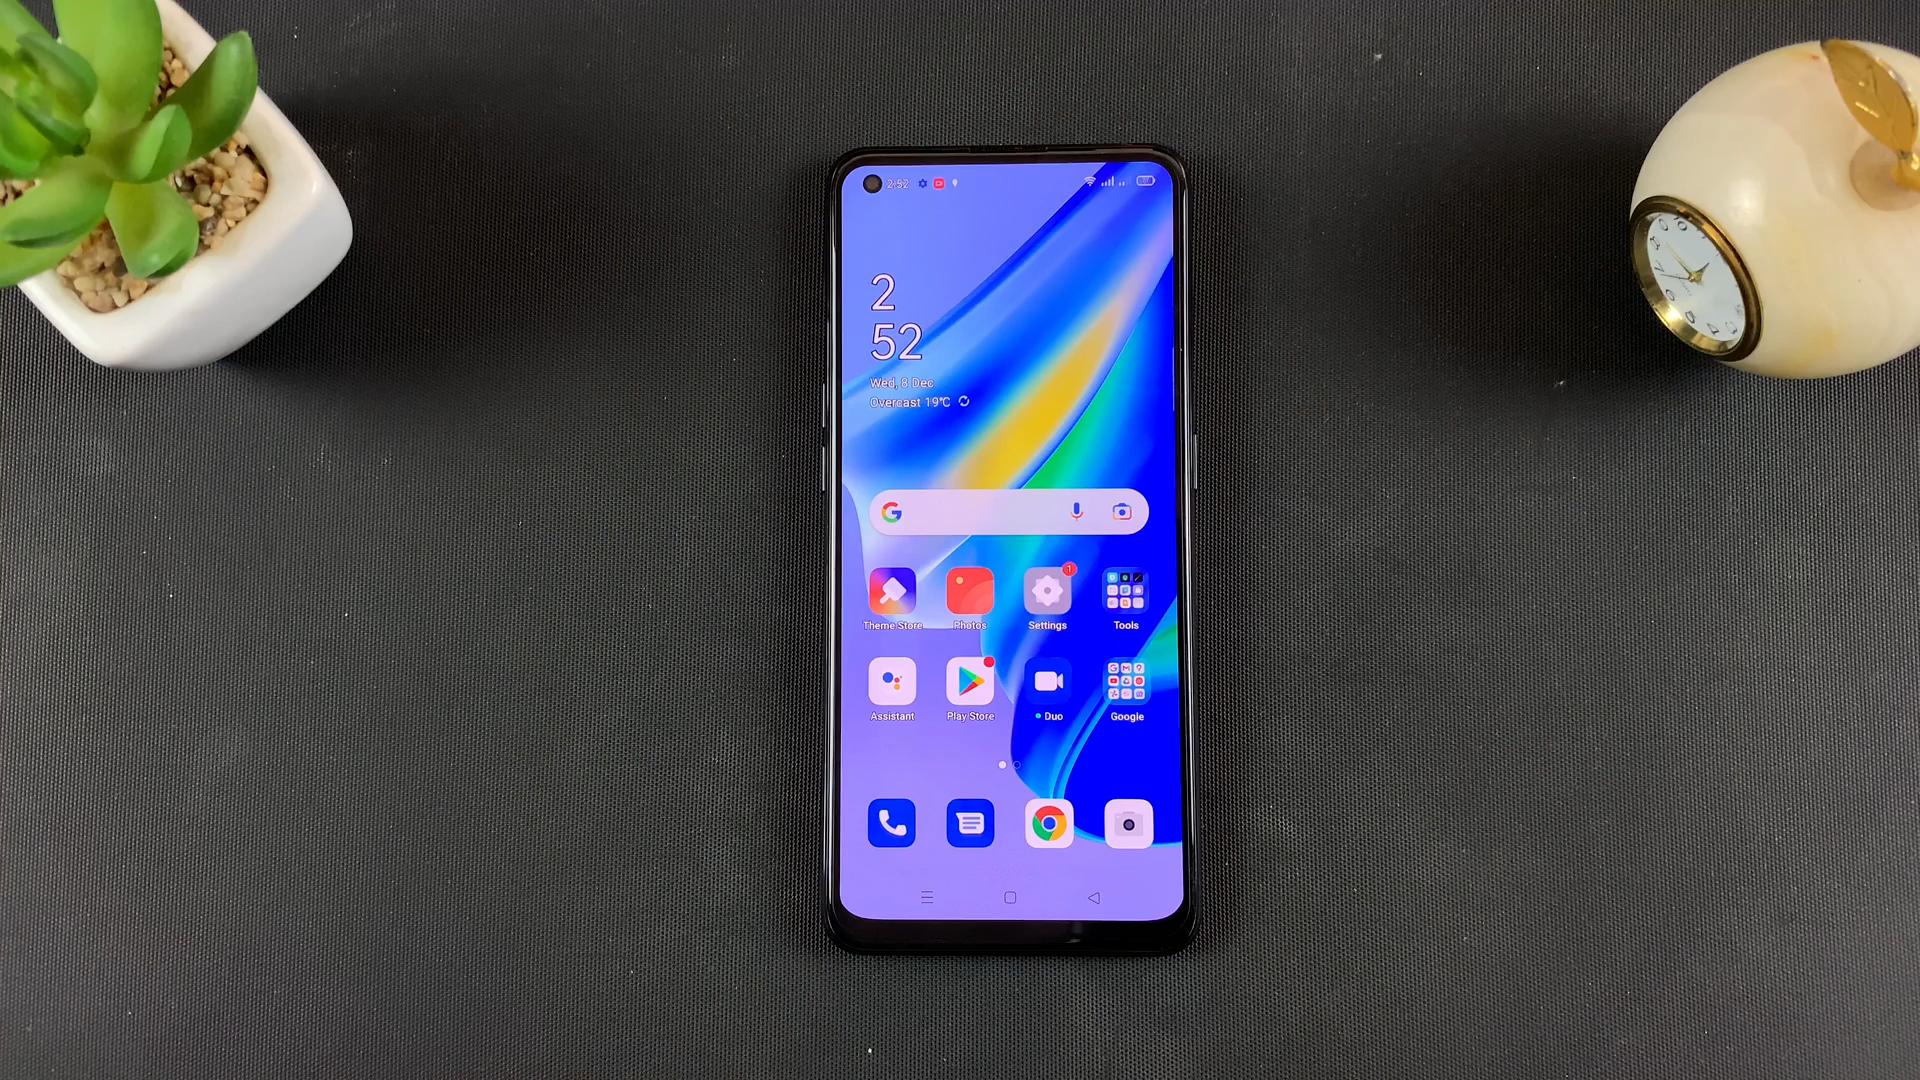 2:52
2
52
Wed, 8 Dec
Overcast 19°C
Theme Store
Photos
Settings
1
Tools
Assistant
Play Store
Duo
Google